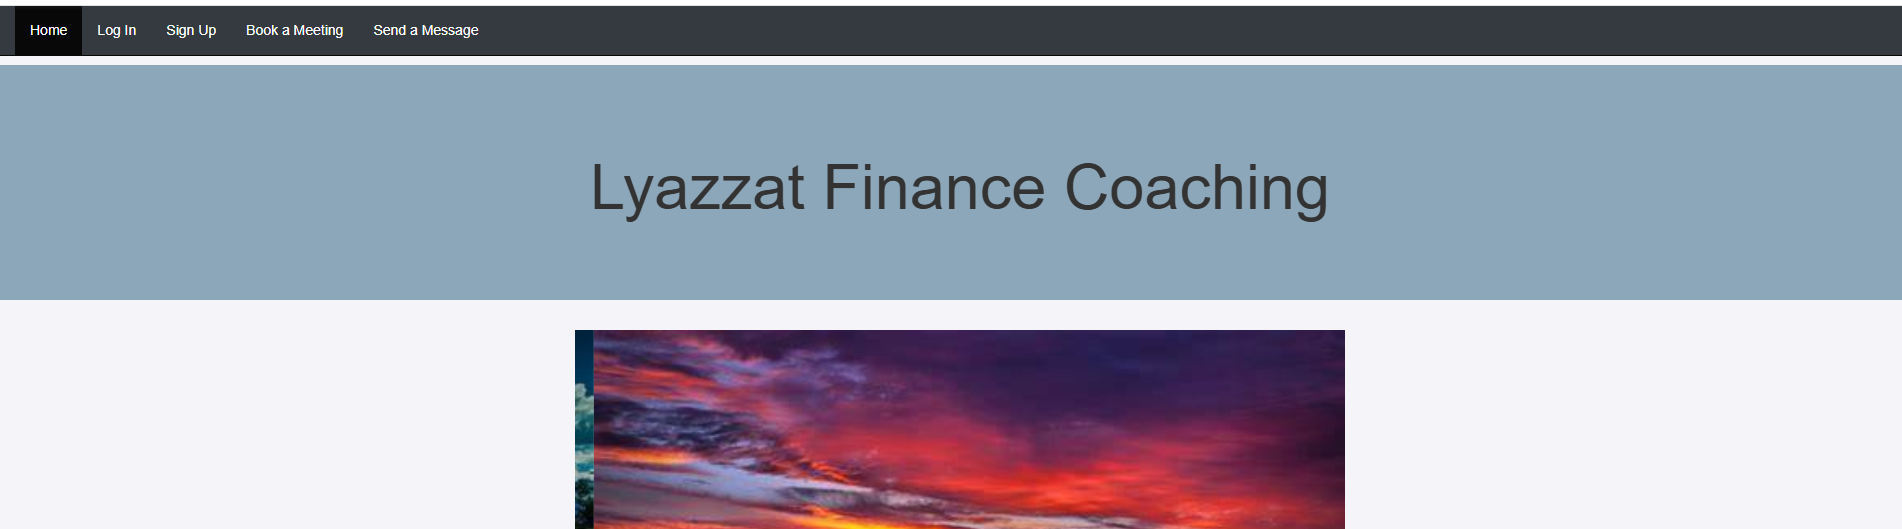 Home Log In Sign Up Book a Meeting Send a Message
Lyazzat Finance Coaching